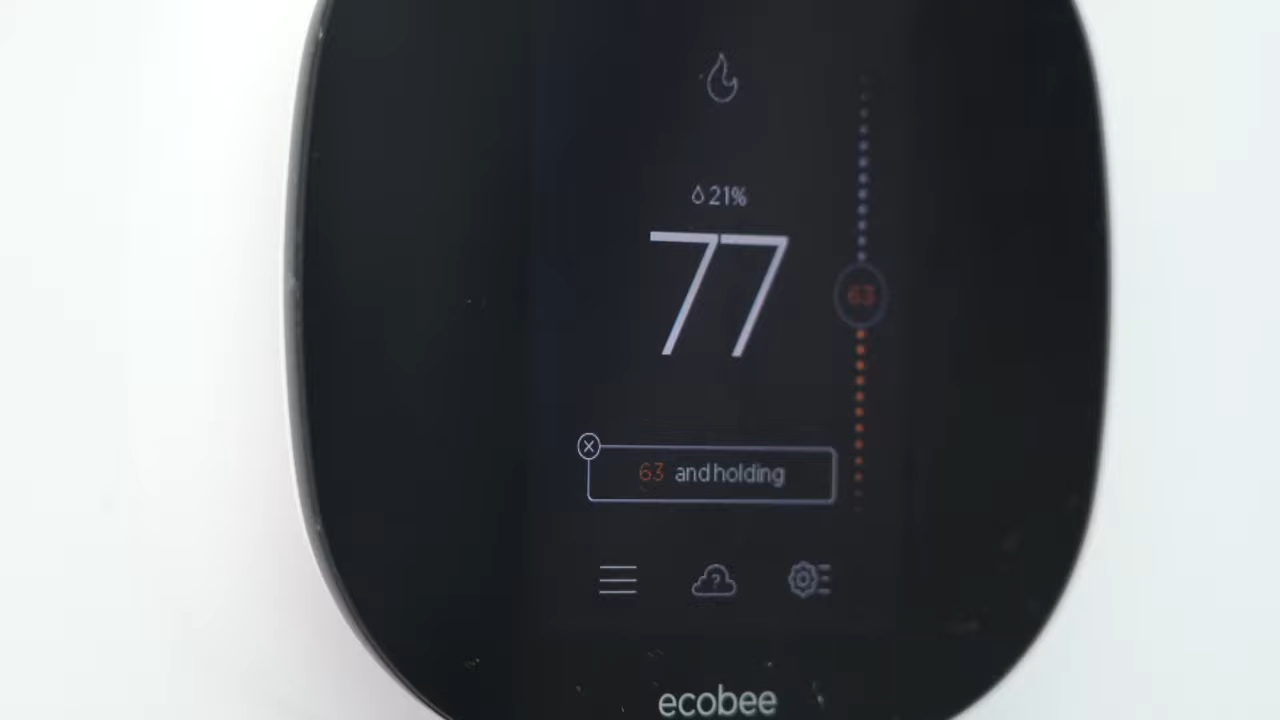 21%
77
63
63 and holding
?
ecobee